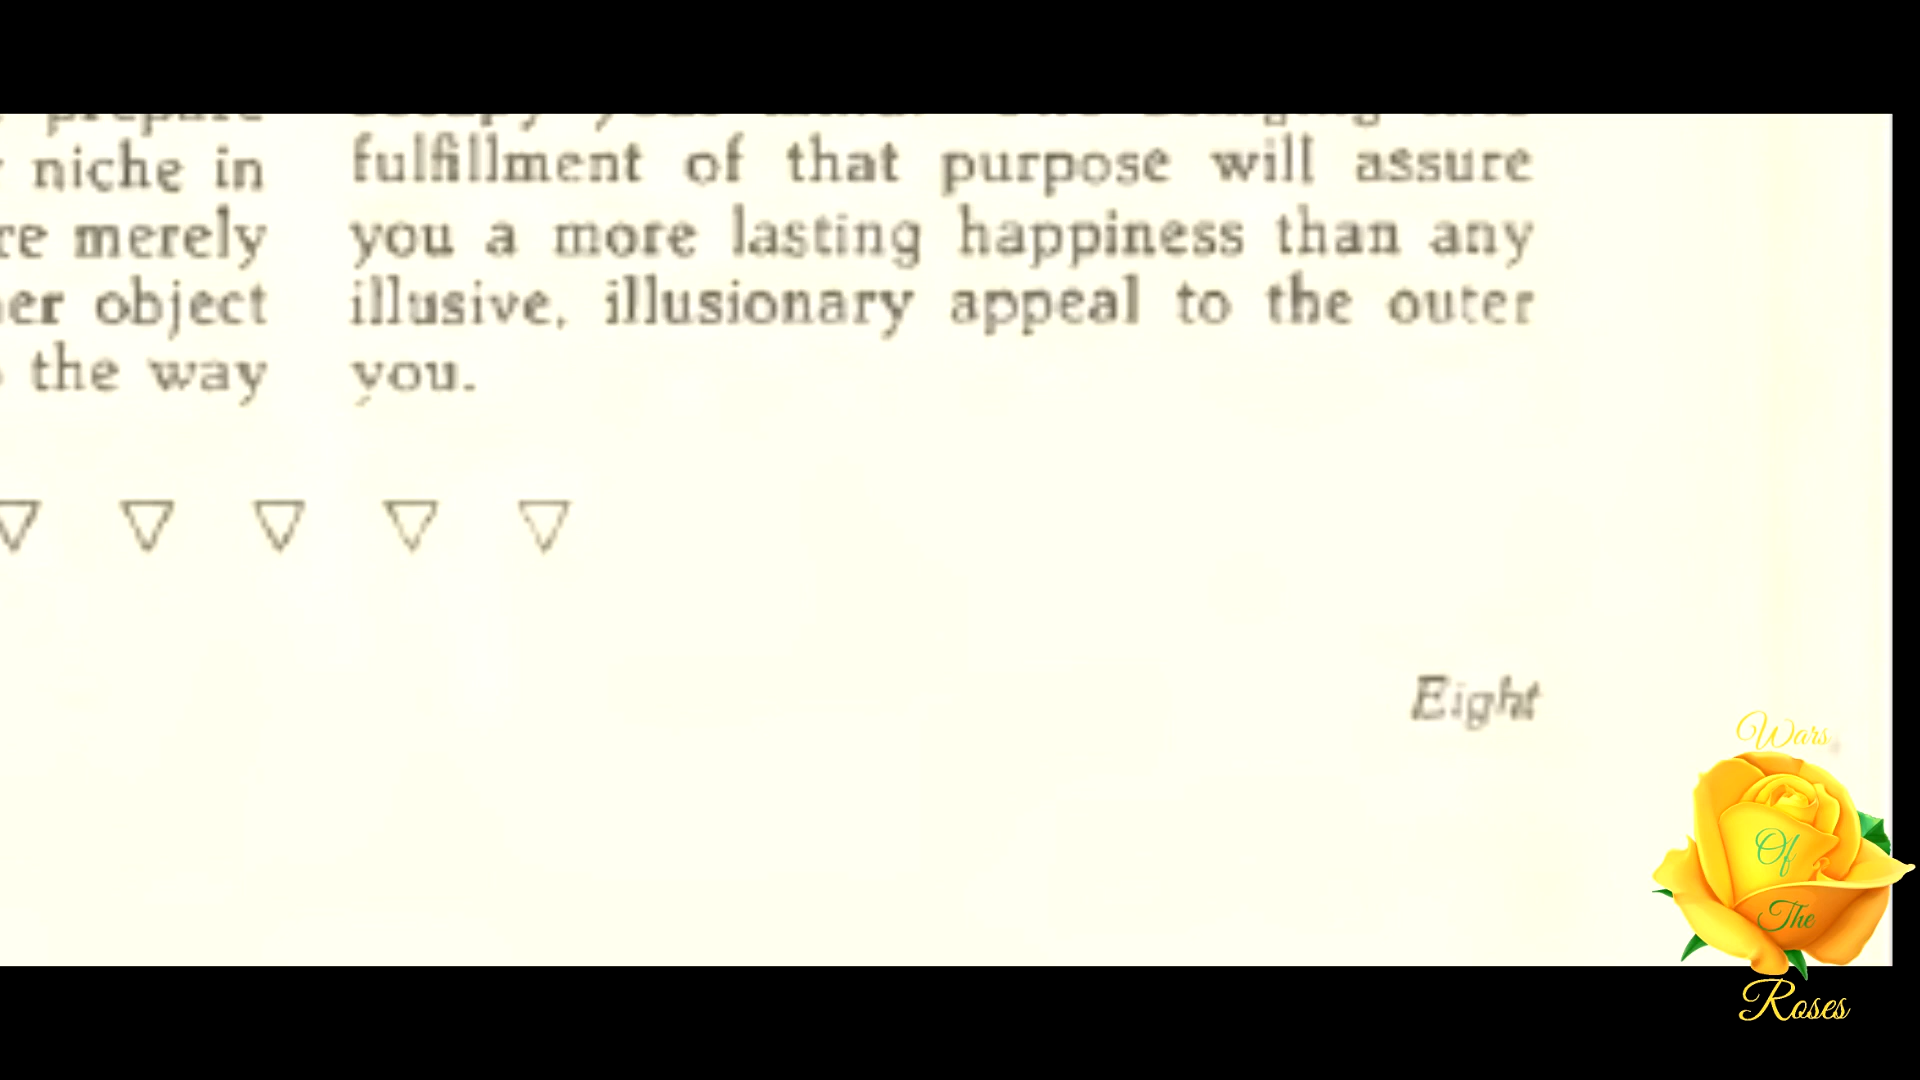 niche in
merely
object
the way
fulfillment of that purpose will assure
you a more lasting happiness than any
illusive, illusionary appeal to the outer
you.
Eight
Wars
Of
The
Roses